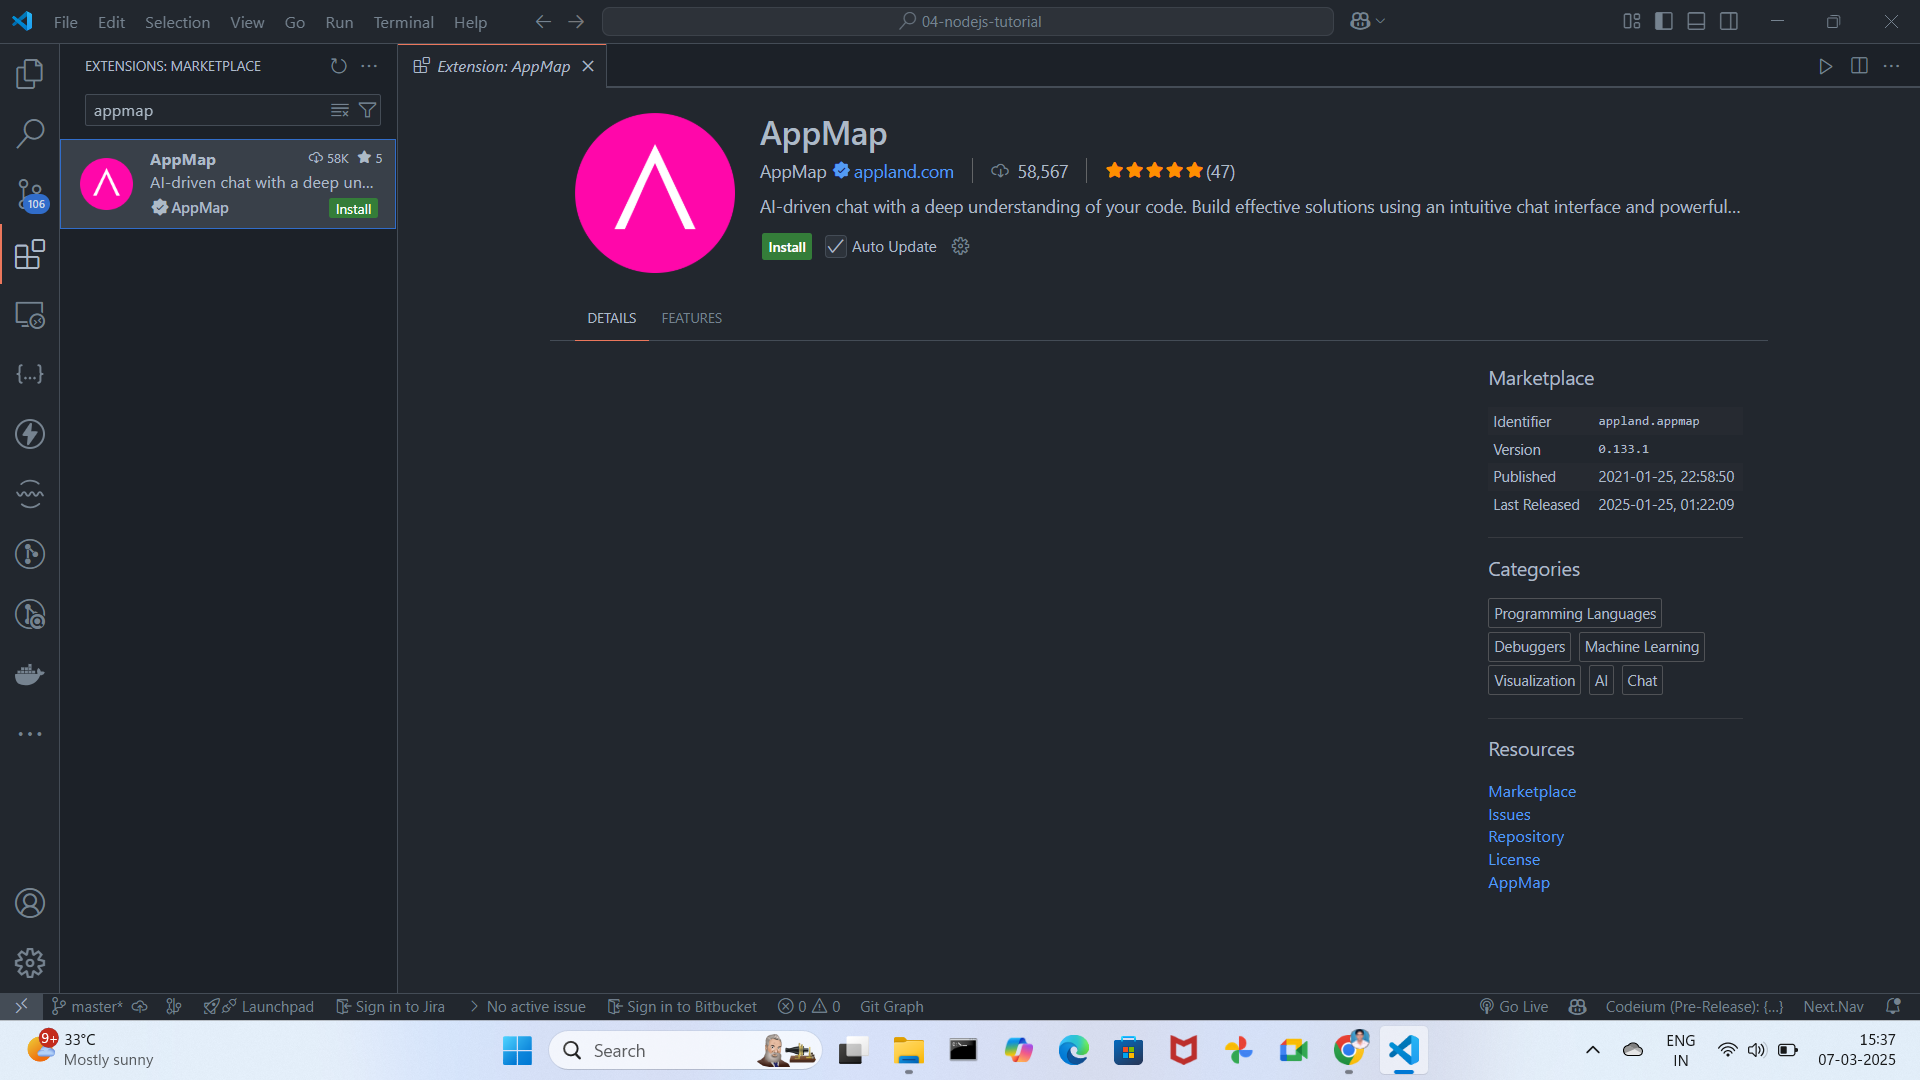 File Edit Selection View Go Run Terminal Help
04-nodejs-tutorial
EXTENSIONS: MARKETPLACE
appmap
AppMap 58K 5
AI-driven chat with a deep un...
AppMap Install
106
Extension: AppMap
AppMap
AppMap appland.com 58,567 (47)
AI-driven chat with a deep understanding of your code. Build effective solutions using an intuitive chat interface and powerful...
Install Auto Update
DETAILS FEATURES
Marketplace
Identifier appland.appmap
Version 0.133.1
Published 2021-01-25, 22:58:50
Last Released 2025-01-25, 01:22:09
Categories
Programming Languages
Debuggers Machine Learning
Visualization AI Chat
Resources
Marketplace
Issues
Repository
License
AppMap
master* Launchpad Sign in to Jira No active issue Sign in to Bitbucket 0 0 Git Graph
Go Live Codeium (Pre-Release): {...} Next.Nav
9+ 33°C
Mostly sunny
Search
ENG
IN
15:37
07-03-2025